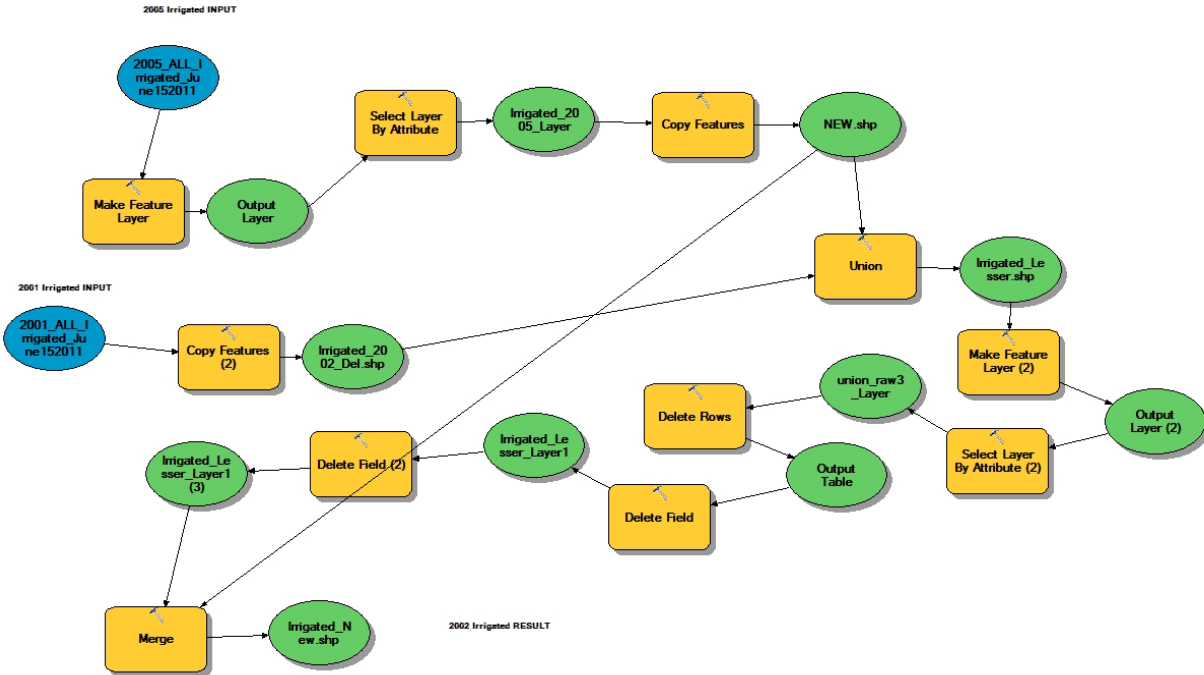 2005 Irrigated INPUT
2005_ALL_I
rrigated_Ju
ne152011
Make Feature
Layer
Output
Layer
Select Layer
By Attribute
Irrigated_20
05_Layer
Copy Features
NEW.shp
Union
Irrigated_Le
sser.shp
2001 Irrigated INPUT
2001_ALL_I
rrigated_Ju
ne152011
Copy Features
(2)
Irrigated_20
02_Del.shp
Make Feature
Layer (2)
Output
Layer (2)
Select Layer
By Attribute (2)
union_raw3
_Layer
Delete Rows
Output
Table
Delete Field
Irrigated_Le
sser_Layer1
Delete Field (2)
Irrigated_Le
sser_Layer1
(3)
Merge
Irrigated_N
ew.shp
2002 Irrigated RESULT